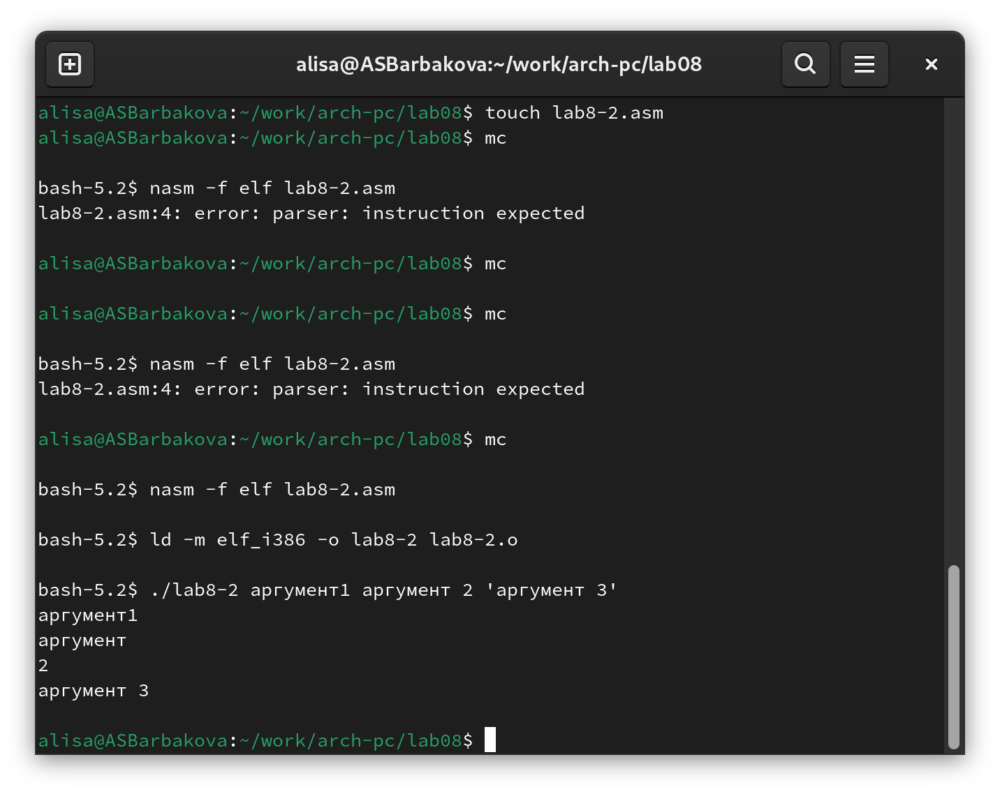 alisa@ASBarbakova:~/work/arch-pc/lab08
alisa@ASBarbakova:~/work/arch-pc/lab08$ touch lab8-2.asm
alisa@ASBarbakova:~/work/arch-pc/lab08$ mc
bash-5.2$ nasm -f elf lab8-2.asm
lab8-2.asm:4: error: parser: instruction expected
alisa@ASBarbakova:~/work/arch-pc/lab08$ mc
alisa@ASBarbakova:~/work/arch-pc/lab08$ mc
bash-5.2$ nasm -f elf lab8-2.asm
lab8-2.asm:4: error: parser: instruction expected
alisa@ASBarbakova:~/work/arch-pc/lab08$ mc
bash-5.2$ nasm -f elf lab8-2.asm
bash-5.2$ ld -m elf_i386 -o lab8-2 lab8-2.o
bash-5.2$ ./lab8-2 аргумент1 аргумент 2 'аргумент 3'
аргумент1
аргумент
2
аргумент 3
alisa@ASBarbakova:~/work/arch-pc/lab08$